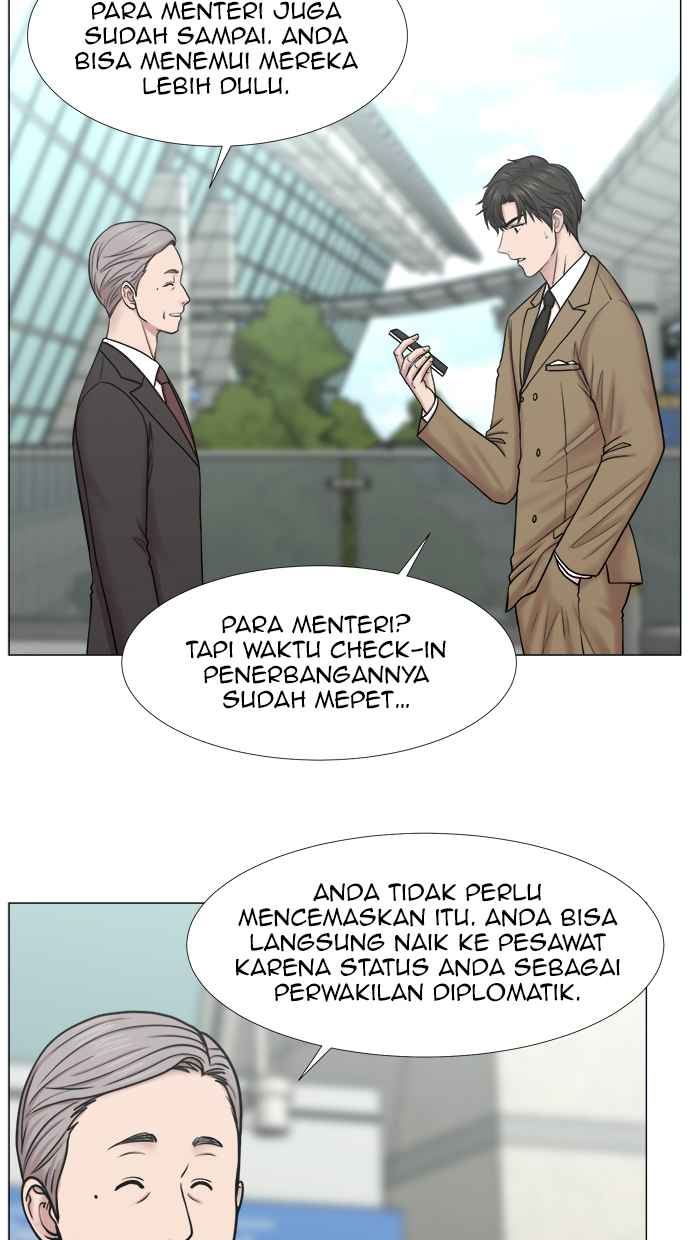 PARA MENTERI JUGA
SUDAH SAMPAI. ANDA
BISA MENEMUI MEREKA
LEBIH DULU.
PARA MENTERI?
TAPI WAKTU CHECK-IN
PENERBANGANNYA
SUDAH MEPET...
ANDA TIDAK PERLU
MENCEMASKAN ITU. ANDA BISA
LANGSUNG NAIK KE PESAWAT
KARENA STATUS ANDA SEBAGAI
PERWAKILAN DIPLOMATIK.